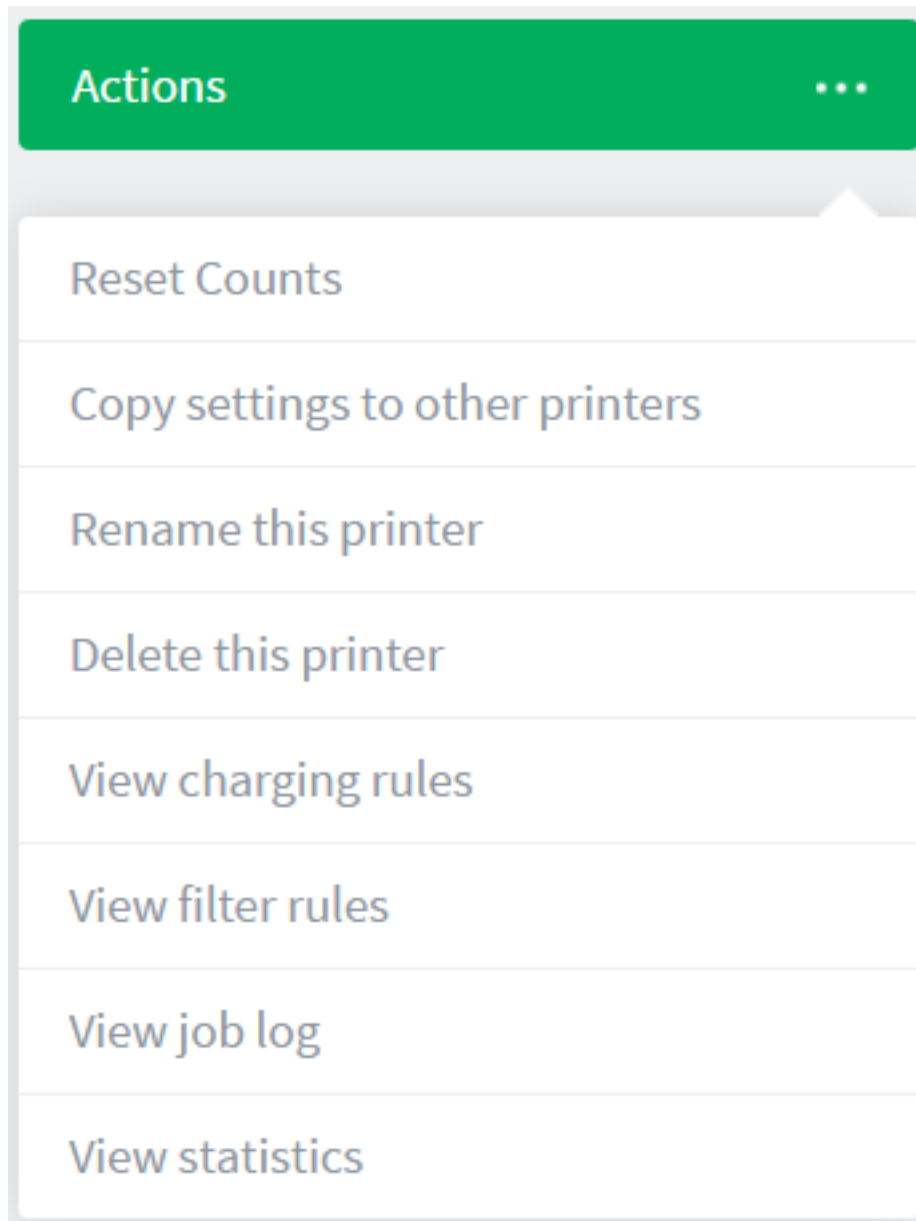 Actions
Reset Counts
Copy settings to other printers
Rename this printer
Delete this printer
View charging rules
View filter rules
View job log
View statistics